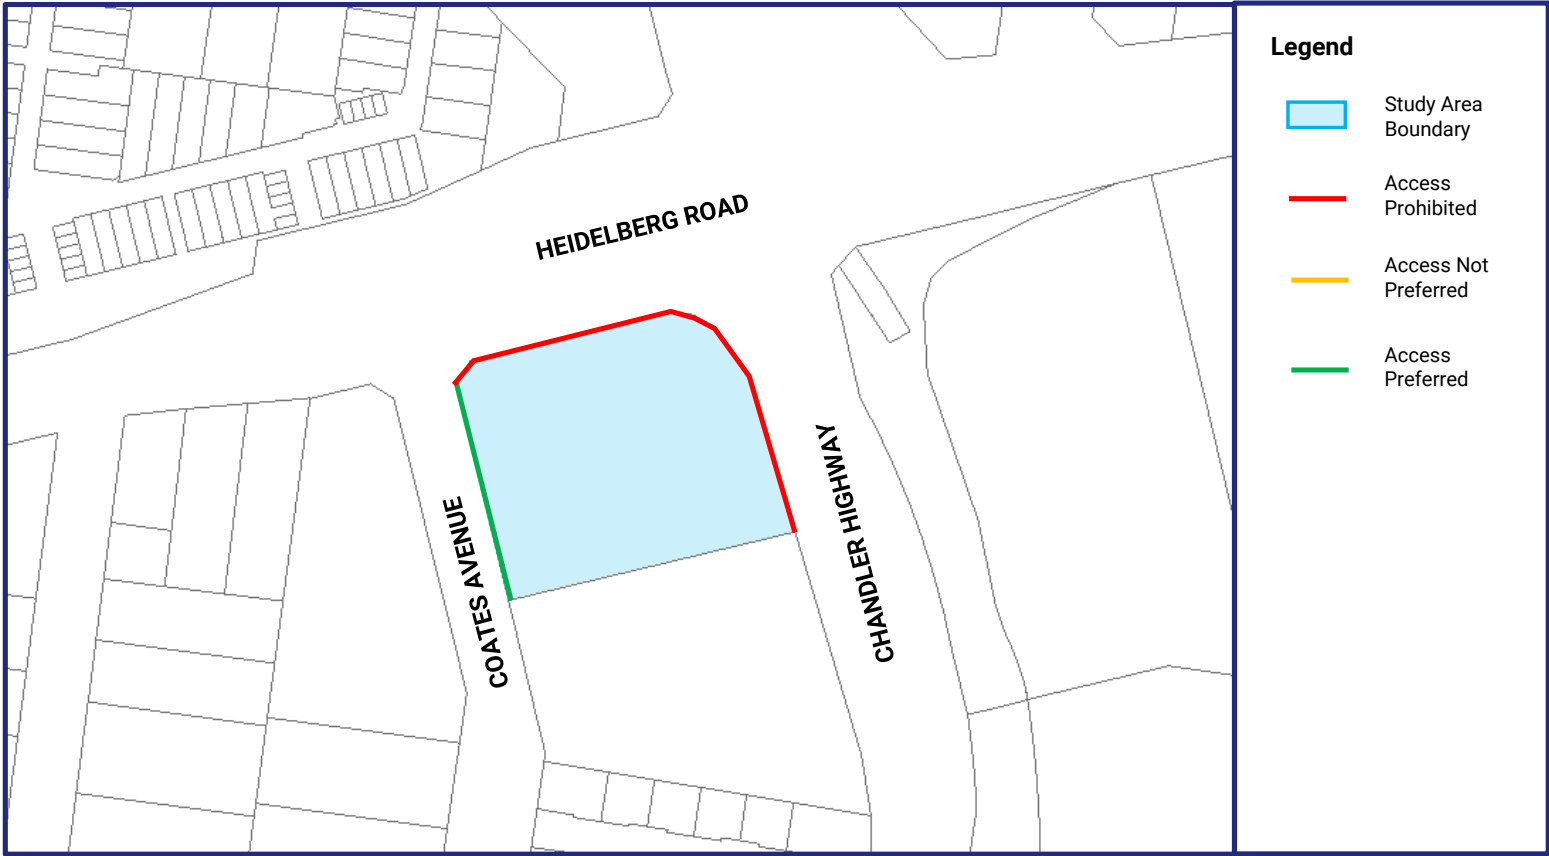 HEIDELBERG ROAD
COATES AVENUE
CHANDLER HIGHWAY
Legend
Study Area
Boundary
Access
Prohibited
Access Not
Preferred
Access
Preferred